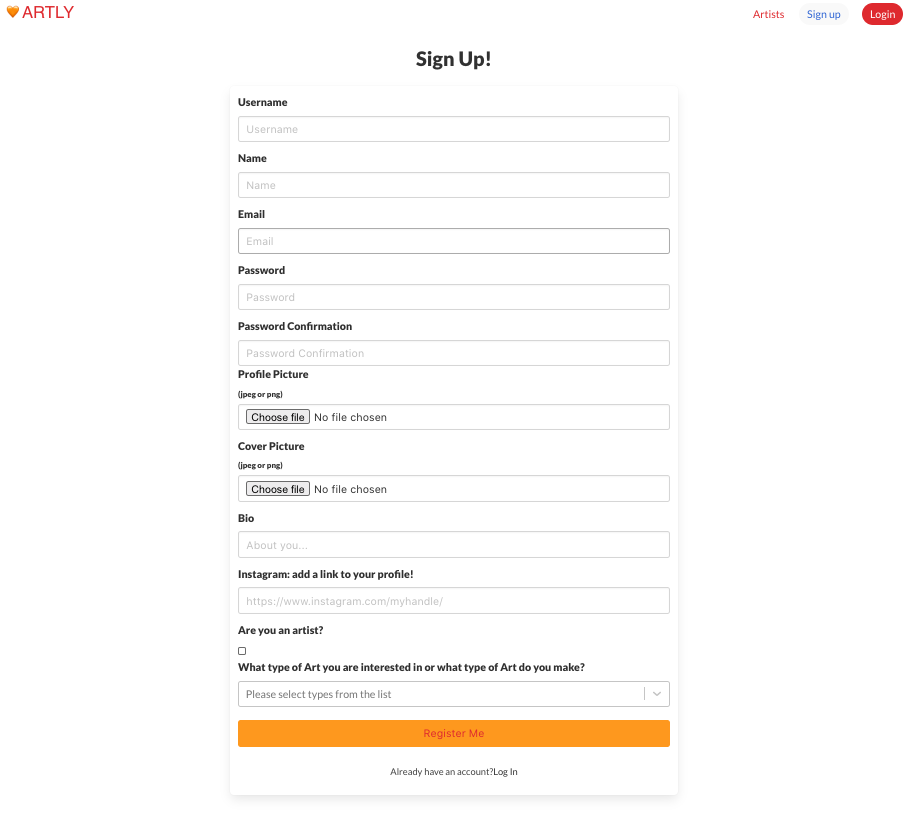 🧡 ARTLY
Artists
Sign up
Login
Sign Up!
Username
Username
Name
Name
Email
Email
Password
Password
Password Confirmation
Password Confirmation
Profile Picture
(jpeg or png)
Choose file No file chosen
Cover Picture
(jpeg or png)
Choose file No file chosen
Bio
About you...
Instagram: add a link to your profile!
https://www.instagram.com/myhandle/
Are you an artist?
What type of Art you are interested in or what type of Art do you make?
Please select types from the list
Register Me
Already have an account?Log In